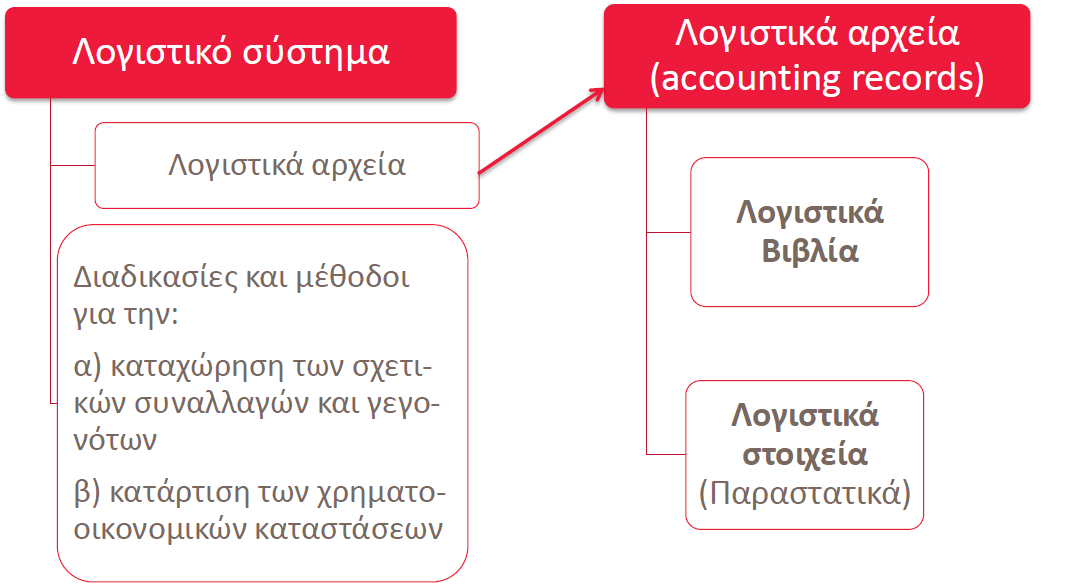 Λογιστικό σύστημα
Λογιστικά αρχεία
Διαδικασίες και μέθοδοι
για την:
α) καταχώρηση των σχετι-
κών συναλλαγών και γεγο-
νότων
β) κατάρτιση των χρηματο-
οικονομικών καταστάσεων
Λογιστικά αρχεία
(accounting records)
Λογιστικά
Βιβλία
Λογιστικά
στοιχεία
(Παραστατικά)